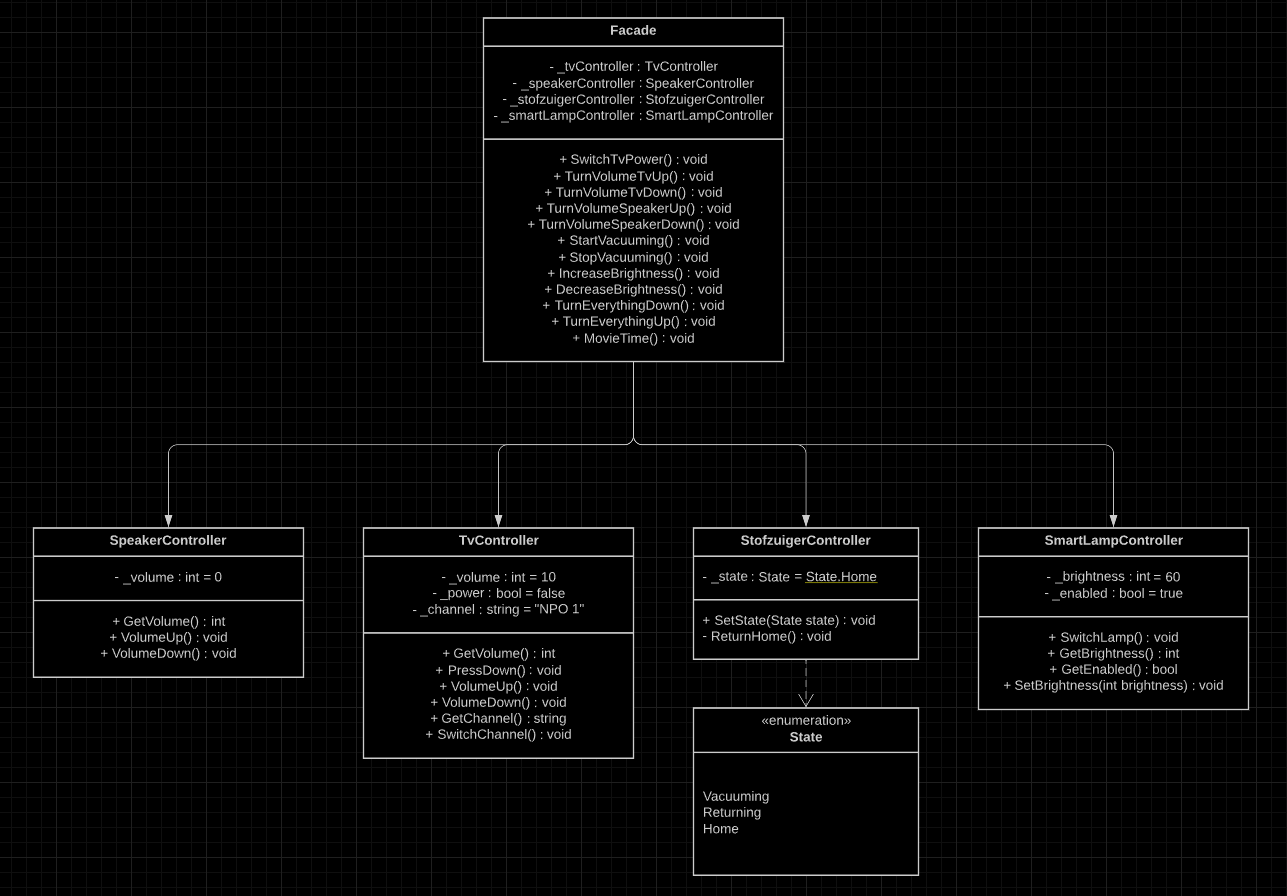 Facade
- _tvController : TvController
- _speakerController : SpeakerController
- _stofzuigerController : StofzuigerController
- _smartLampController : SmartLampController
+ SwitchTvPower() : void
+ TurnVolumeTvUp() : void
+ TurnVolumeTvDown() : void
+ TurnVolumeSpeakerUp() : void
+ TurnVolumeSpeakerDown() : void
+ StartVacuuming() : void
+ StopVacuuming() : void
+ IncreaseBrightness() : void
+ DecreaseBrightness() : void
+ TurnEverythingDown() : void
+ TurnEverythingUp() : void
+ MovieTime() : void
SpeakerController
- _volume : int = 0
+ GetVolume() : int
+ VolumeUp() : void
+ VolumeDown() : void
TvController
- _volume : int = 10
- _power : bool = false
- _channel : string = "NPO 1"
+ GetVolume() : int
+ PressDown() : void
+ VolumeUp() : void
+ VolumeDown() : void
+ GetChannel() : string
+ SwitchChannel() : void
StofzuigerController
- _state : State = State.Home
+ SetState(State state) : void
- ReturnHome() : void
«enumeration»
State
Vacuuming
Returning
Home
SmartLampController
- _brightness : int = 60
- _enabled : bool = true
+ SwitchLamp() : void
+ GetBrightness() : int
+ GetEnabled() : bool
+ SetBrightness(int brightness) : void